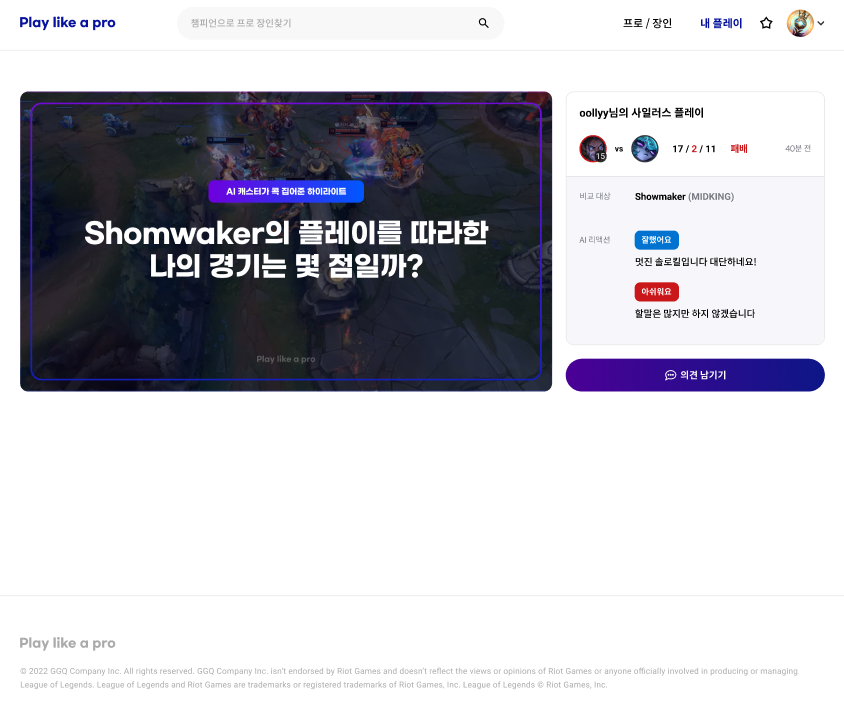 Play like a pro
챔피언으로 프로 장인찾기
프로 / 장인
내 플레이
AI 캐스터가 콕 집어준 하이라이트
Shomwaker의 플레이를 따라한
나의 경기는 몇 점일까?
Play like a pro
oollyy님의 사일러스 플레이
15
vs
17 / 2 / 11
패배
40분 전
비교 대상
Showmaker (MIDKING)
AI 리액션
잘했어요
멋진 솔로킬입니다 대단하네요!
아쉬워요
할말은 많지만 하지 않겠습니다
의견 남기기
Play like a pro
© 2022 GGQ Company Inc. All rights reserved. GGQ Company Inc. isn't endorsed by Riot Games and doesn't reflect the views or opinions of Riot Games or anyone officially involved in producing or managing
League of Legends. League of Legends and Riot Games are trademarks or registered trademarks of Riot Games, Inc. League of Legends © Riot Games, Inc.